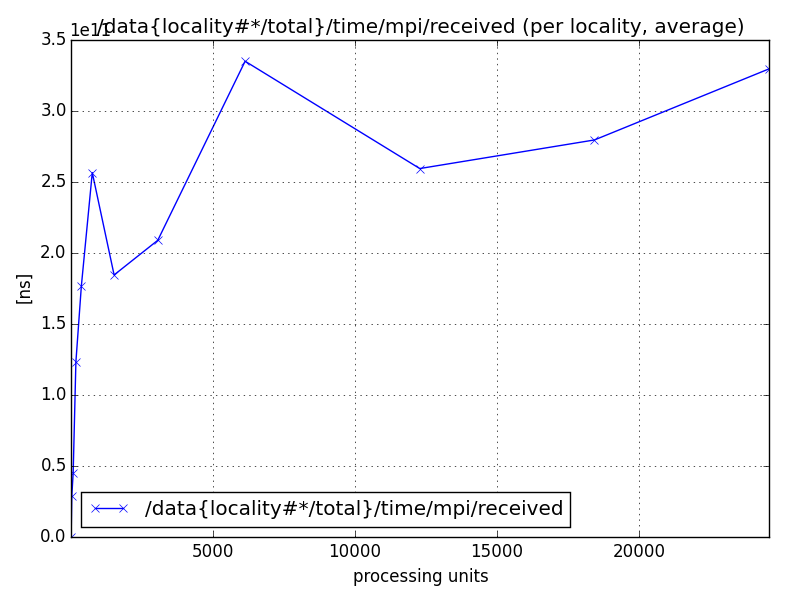 1e11
/data{locality#*/total}/time/mpi/received (per locality, average)
3.5
3.0
2.5
2.0
1.5
1.0
0.5
0.0
[ns]
/data{locality#*/total}/time/mpi/received
5000 10000 15000 20000
processing units